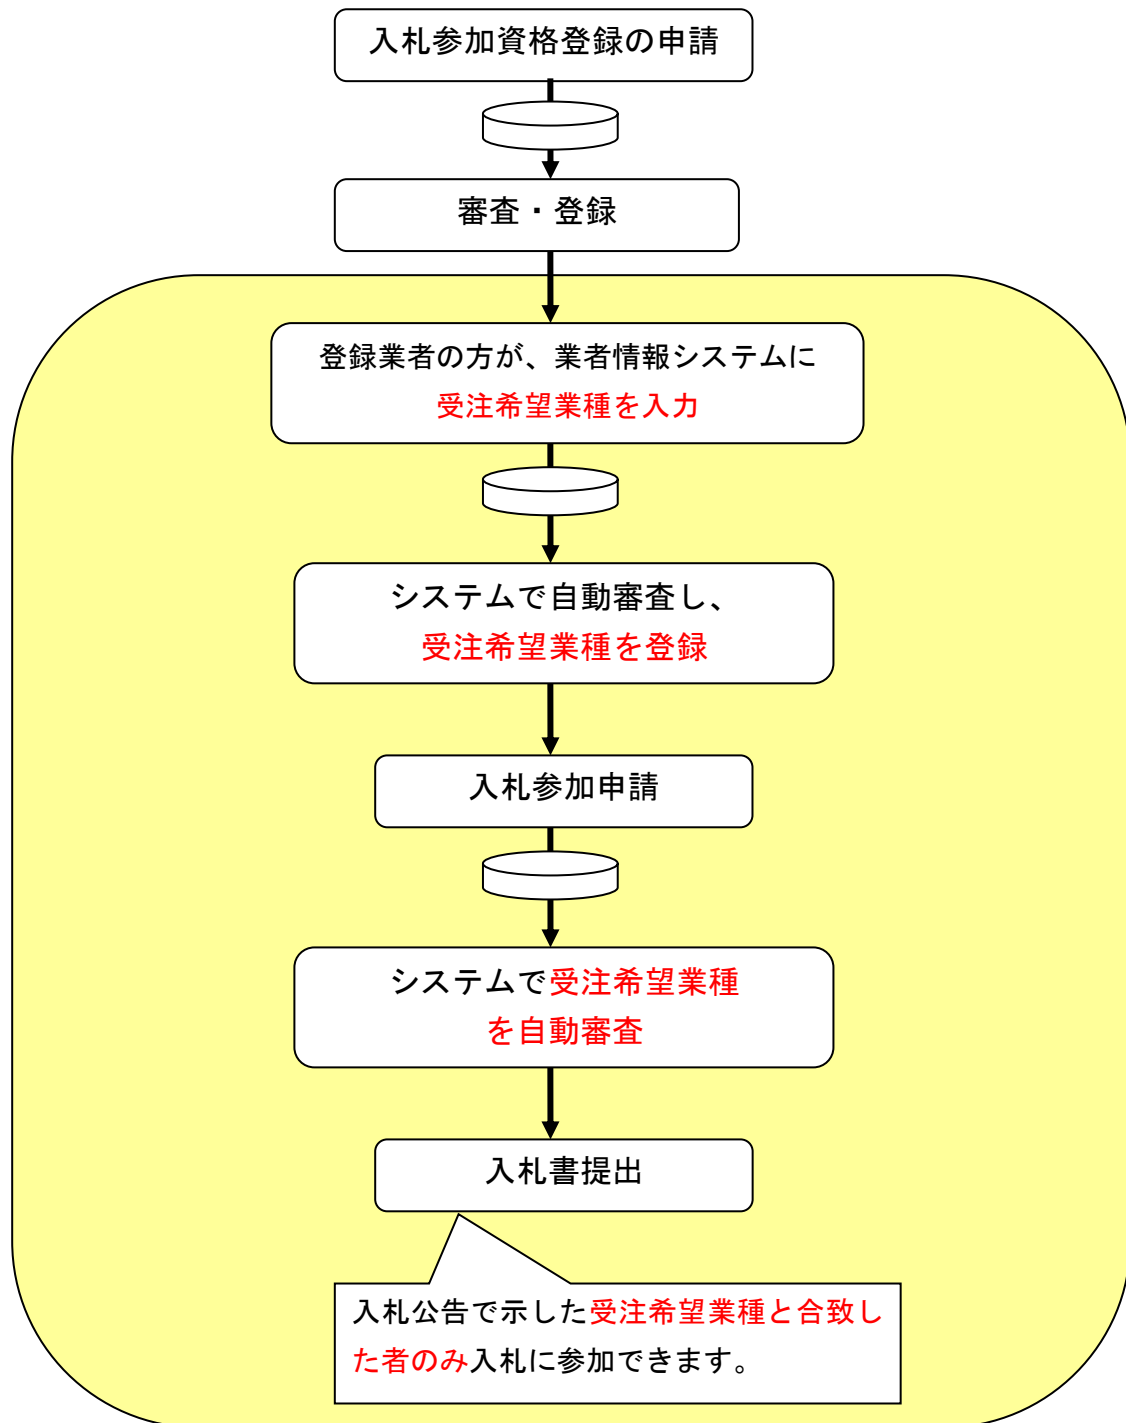 入札参加資格登録の申請
審査・登録
登録業者の方が、業者情報システムに
受注希望業種を入力
システムで自動審査し、
受注希望業種を登録
入札参加申請
システムで受注希望業種
を自動審査
入札書提出
入札公告で示した受注希望業種と合致し
た者のみ入札に参加できます。